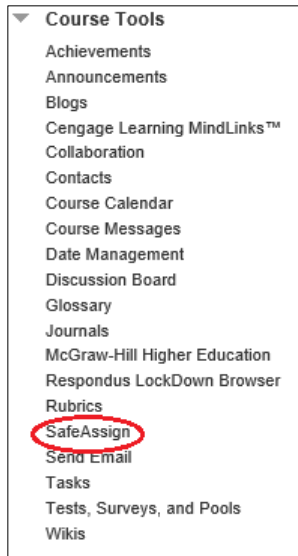 Course Tools
Achievements
Announcements
Blogs
Cengage Learning MindLinks™
Collaboration
Contacts
Course Calendar
Course Messages
Date Management
Discussion Board
Glossary
Journals
McGraw-Hill Higher Education
Respondus LockDown Browser
Rubrics
SafeAssign
Send Email
Tasks
Tests, Surveys, and Pools
Wikis